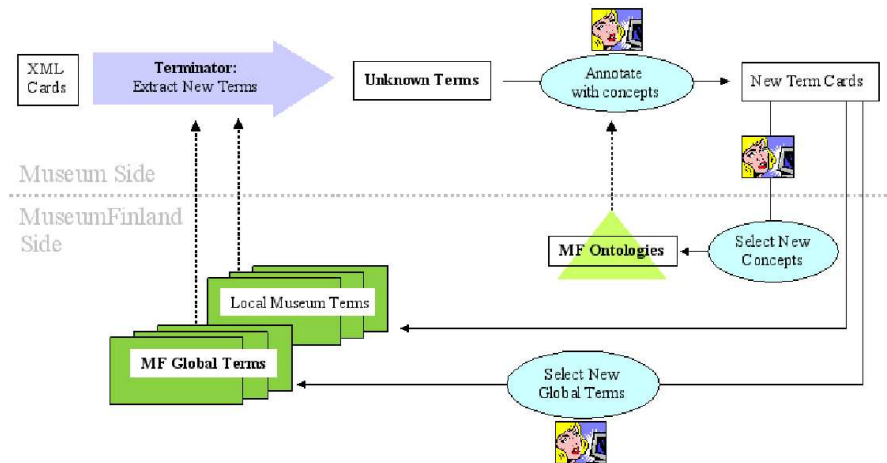 XML
Cards
Terminator:
Extract New Terms
Unknown Terms
Annotate
with concepts
New Term Cards
Museum Side
MuseumFinland
Side
MF Ontologies
Select New
Concepts
Local Museum Terms
MF Global Terms
Select New
Global Terms